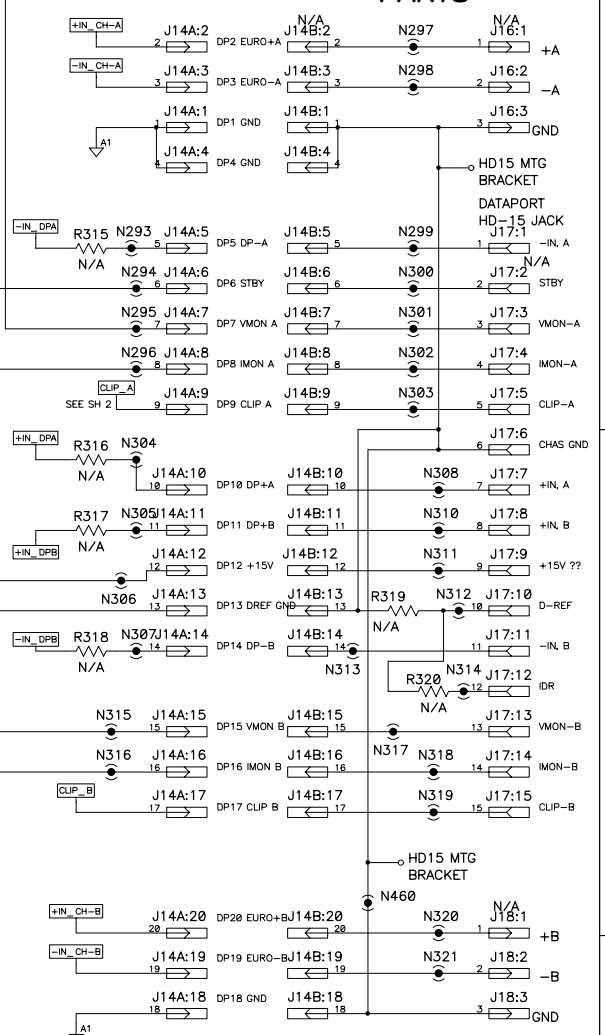 +IN_CH-A J14A:2 2 DP2 EURO+A N/A J14B:2 2 N297 N/A J16:1 1 +A
-IN_CH-A J14A:3 3 DP3 EURO-A J14B:3 3 N298 J16:2 2 -A
J14A:1 1 DP1 GND J14B:1 1 J16:3 3 GND
A1 J14A:4 4 DP4 GND J14B:4 4
HD15 MTG
BRACKET
DATAPORT
HD-15 JACK
-IN_DPA R315 N/A N293 J14A:5 5 DP5 DP-A J14B:5 5 N299 J17:1 1 -IN, A
N/A
N294 J14A:6 6 DP6 STBY J14B:6 6 N300 J17:2 2 STBY
N295 J14A:7 7 DP7 VMON A J14B:7 7 N301 J17:3 3 VMON-A
N296 J14A:8 8 DP8 IMON A J14B:8 8 N302 J17:4 4 IMON-A
CLIP_A SEE SH 2 J14A:9 9 DP9 CLIP A J14B:9 9 N303 J17:5 5 CLIP-A
J17:6 6 CHAS GND
+IN_DPA R316 N/A N304 J14A:10 10 DP10 DP+A J14B:10 10 N308 J17:7 7 +IN, A
+IN_DPB R317 N/A N305 J14A:11 11 DP11 DP+B J14B:11 11 N310 J17:8 8 +IN, B
N306 J14A:12 12 DP12 +15V J14B:12 12 N311 J17:9 9 +15V ??
J14A:13 13 DP13 DREF GND J14B:13 13 R319 N/A N312 J17:10 10 D-REF
-IN_DPB R318 N/A N307 J14A:14 14 DP14 DP-B J14B:14 14 N313 J17:11 11 -IN, B
R320 N/A N314 J17:12 12 IDR
N315 J14A:15 15 DP15 VMON B J14B:15 15 N317 J17:13 13 VMON-B
N316 J14A:16 16 DP16 IMON B J14B:16 16 N318 J17:14 14 IMON-B
CLIP_B J14A:17 17 DP17 CLIP B J14B:17 17 N319 J17:15 15 CLIP-B
HD15 MTG
BRACKET
N460
+IN_CH-B J14A:20 20 DP20 EURO+B J14B:20 20 N320 N/A J18:1 1 +B
-IN_CH-B J14A:19 19 DP19 EURO-B J14B:19 19 N321 J18:2 2 -B
J14A:18 18 DP18 GND J14B:18 18 J18:3 3 GND
A1